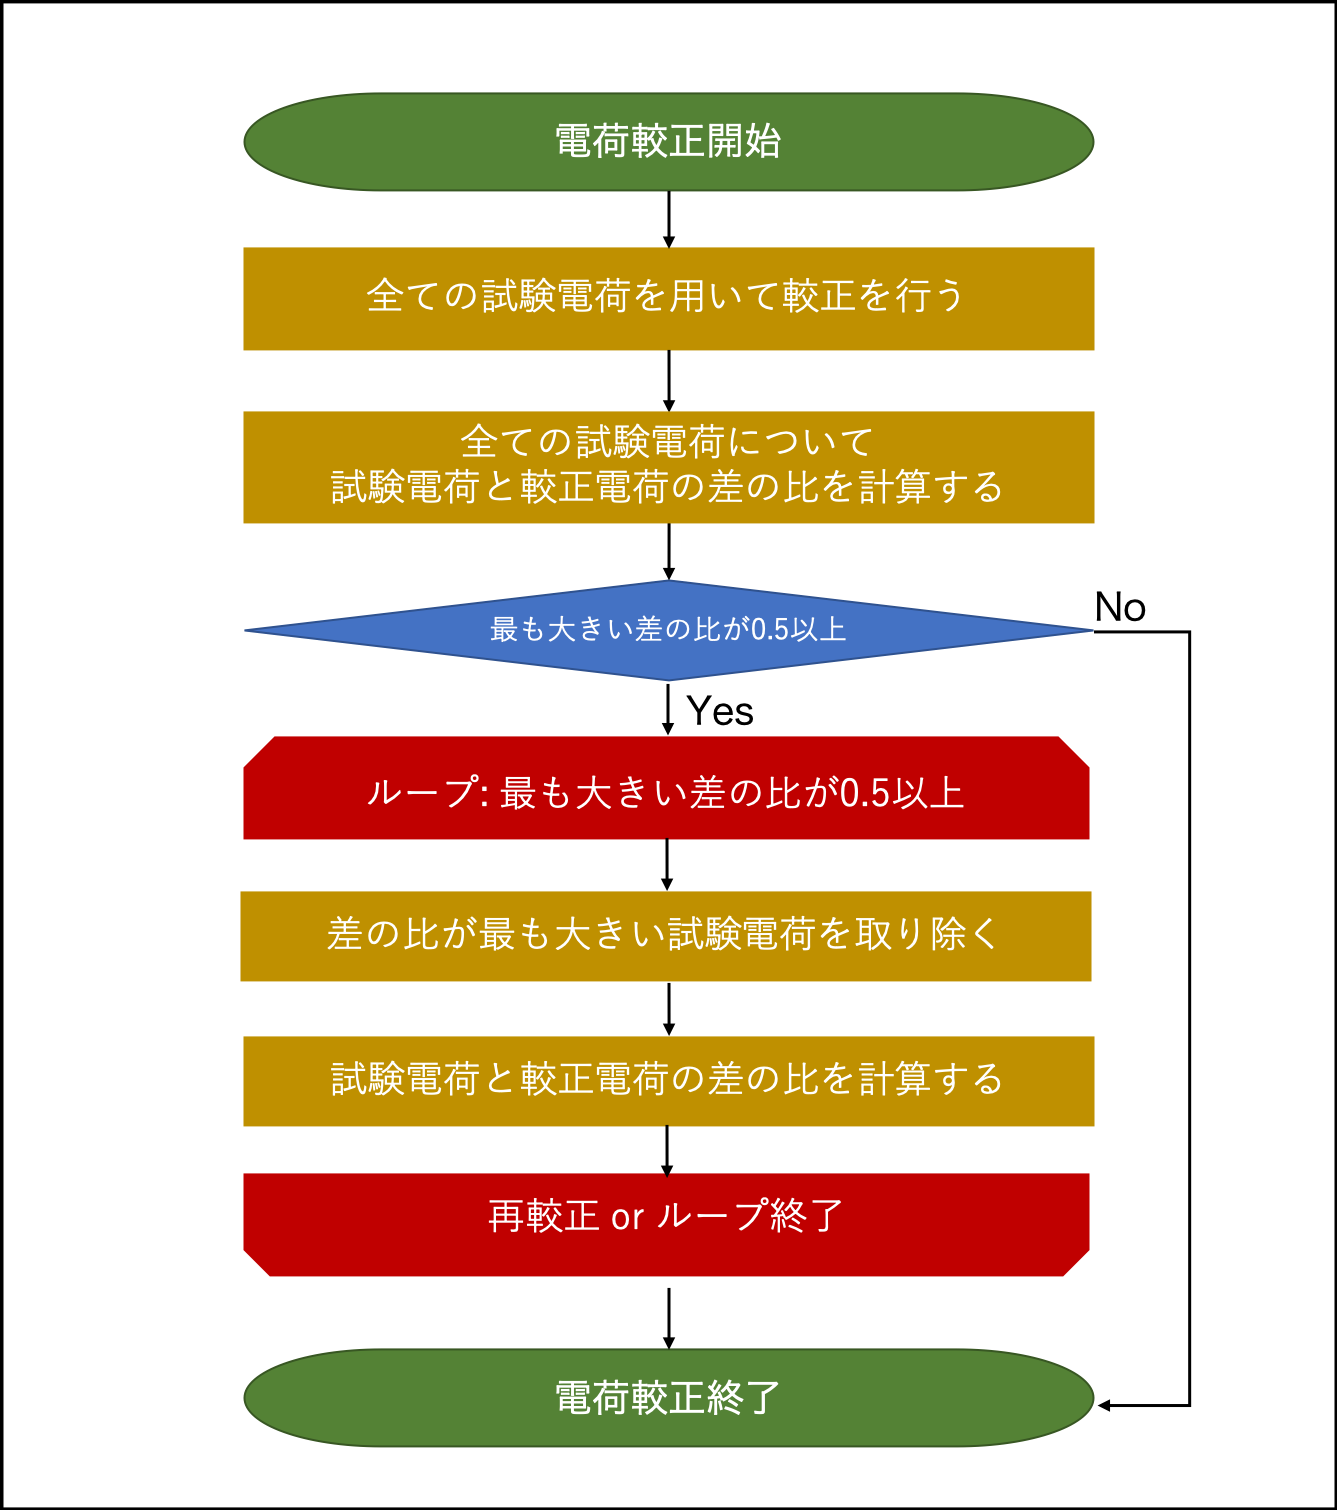 電荷較正開始
全ての試験電荷を用いて較正を行う
全ての試験電荷について
試験電荷と較正電荷の差の比を計算する
最も大きい差の比が0.5以上
No
Yes
ループ: 最も大きい差の比が0.5以上
差の比が最も大きい試験電荷を取り除く
試験電荷と較正電荷の差の比を計算する
再較正 or ループ終了
電荷較正終了